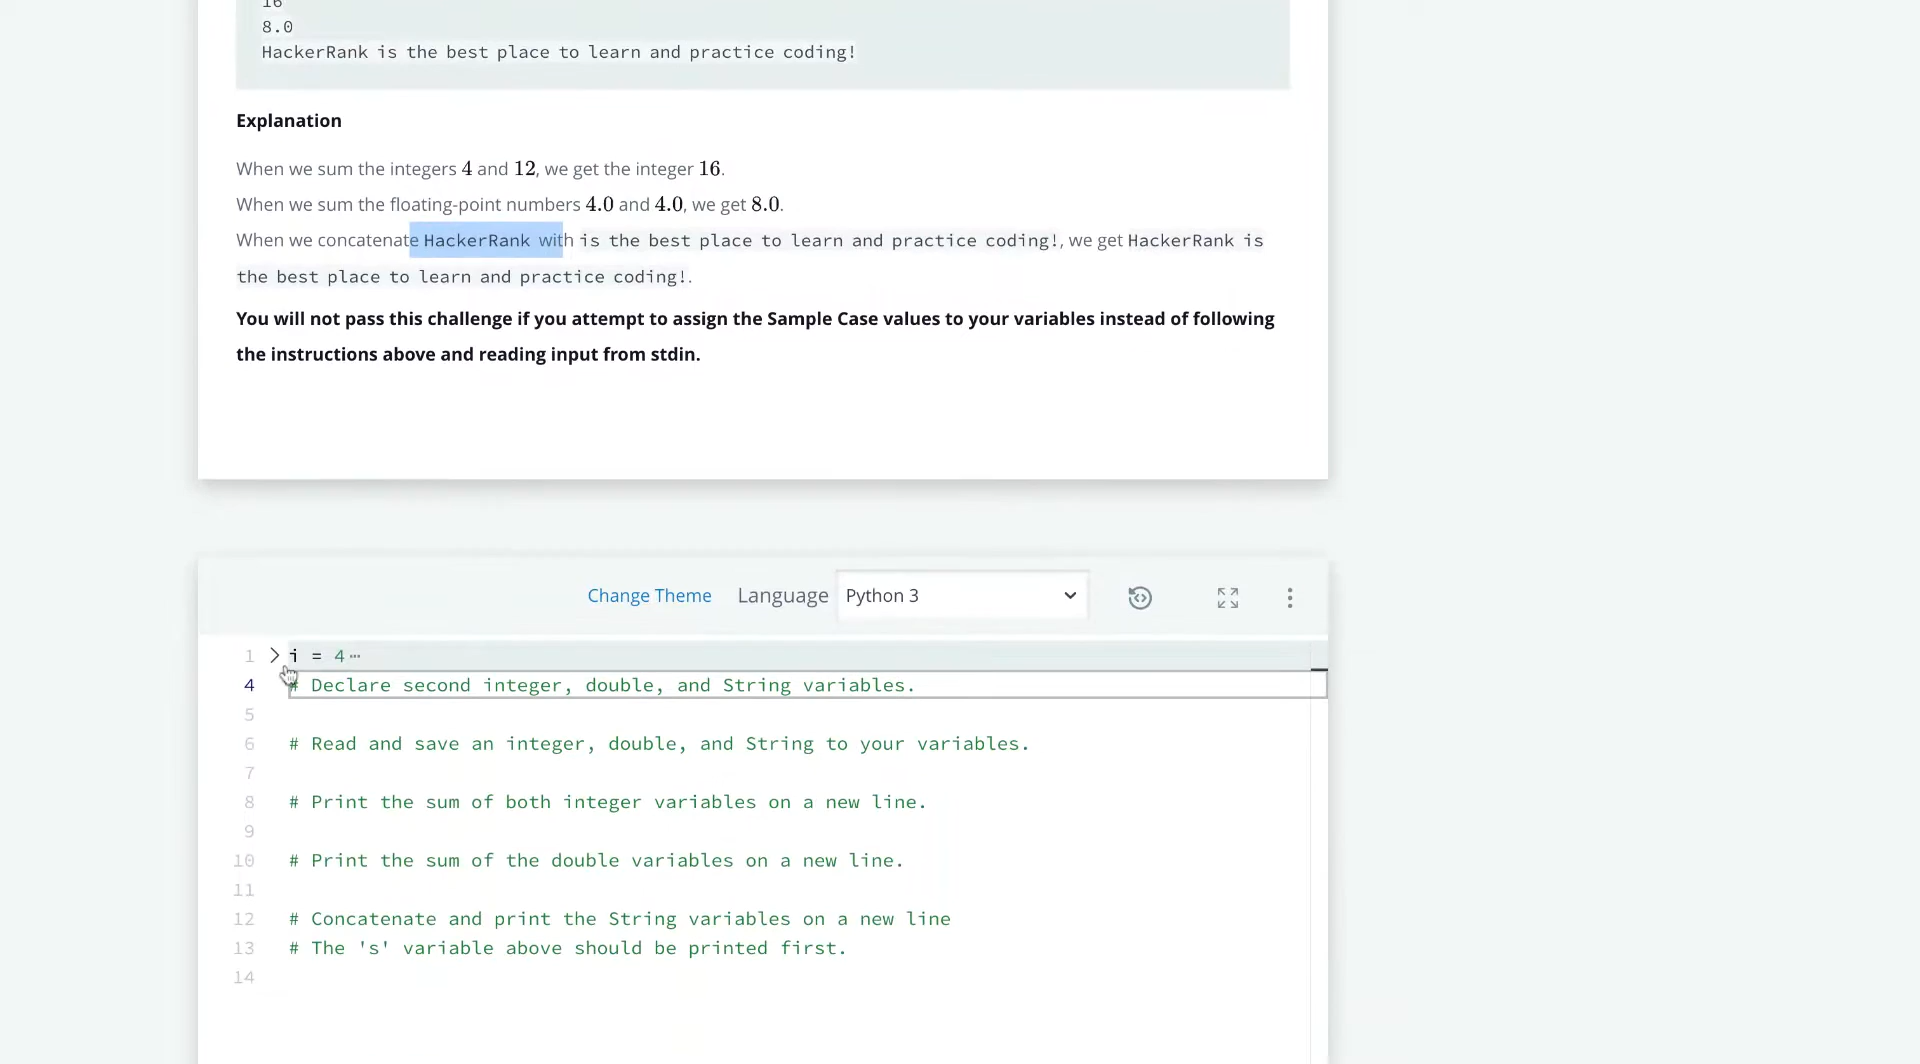 16
8.0
HackerRank is the best place to learn and practice coding!
Explanation
When we sum the integers 4 and 12, we get the integer 16.
When we sum the floating-point numbers 4.0 and 4.0, we get 8.0.
When we concatenate HackerRank with is the best place to learn and practice coding!, we get HackerRank is
the best place to learn and practice coding!.
You will not pass this challenge if you attempt to assign the Sample Case values to your variables instead of following
the instructions above and reading input from stdin.
Change Theme Language Python 3
1 i = 4 ⋯
4 # Declare second integer, double, and String variables.
5
6 # Read and save an integer, double, and String to your variables.
7
8 # Print the sum of both integer variables on a new line.
9
10 # Print the sum of the double variables on a new line.
11
12 # Concatenate and print the String variables on a new line
13 # The 's' variable above should be printed first.
14